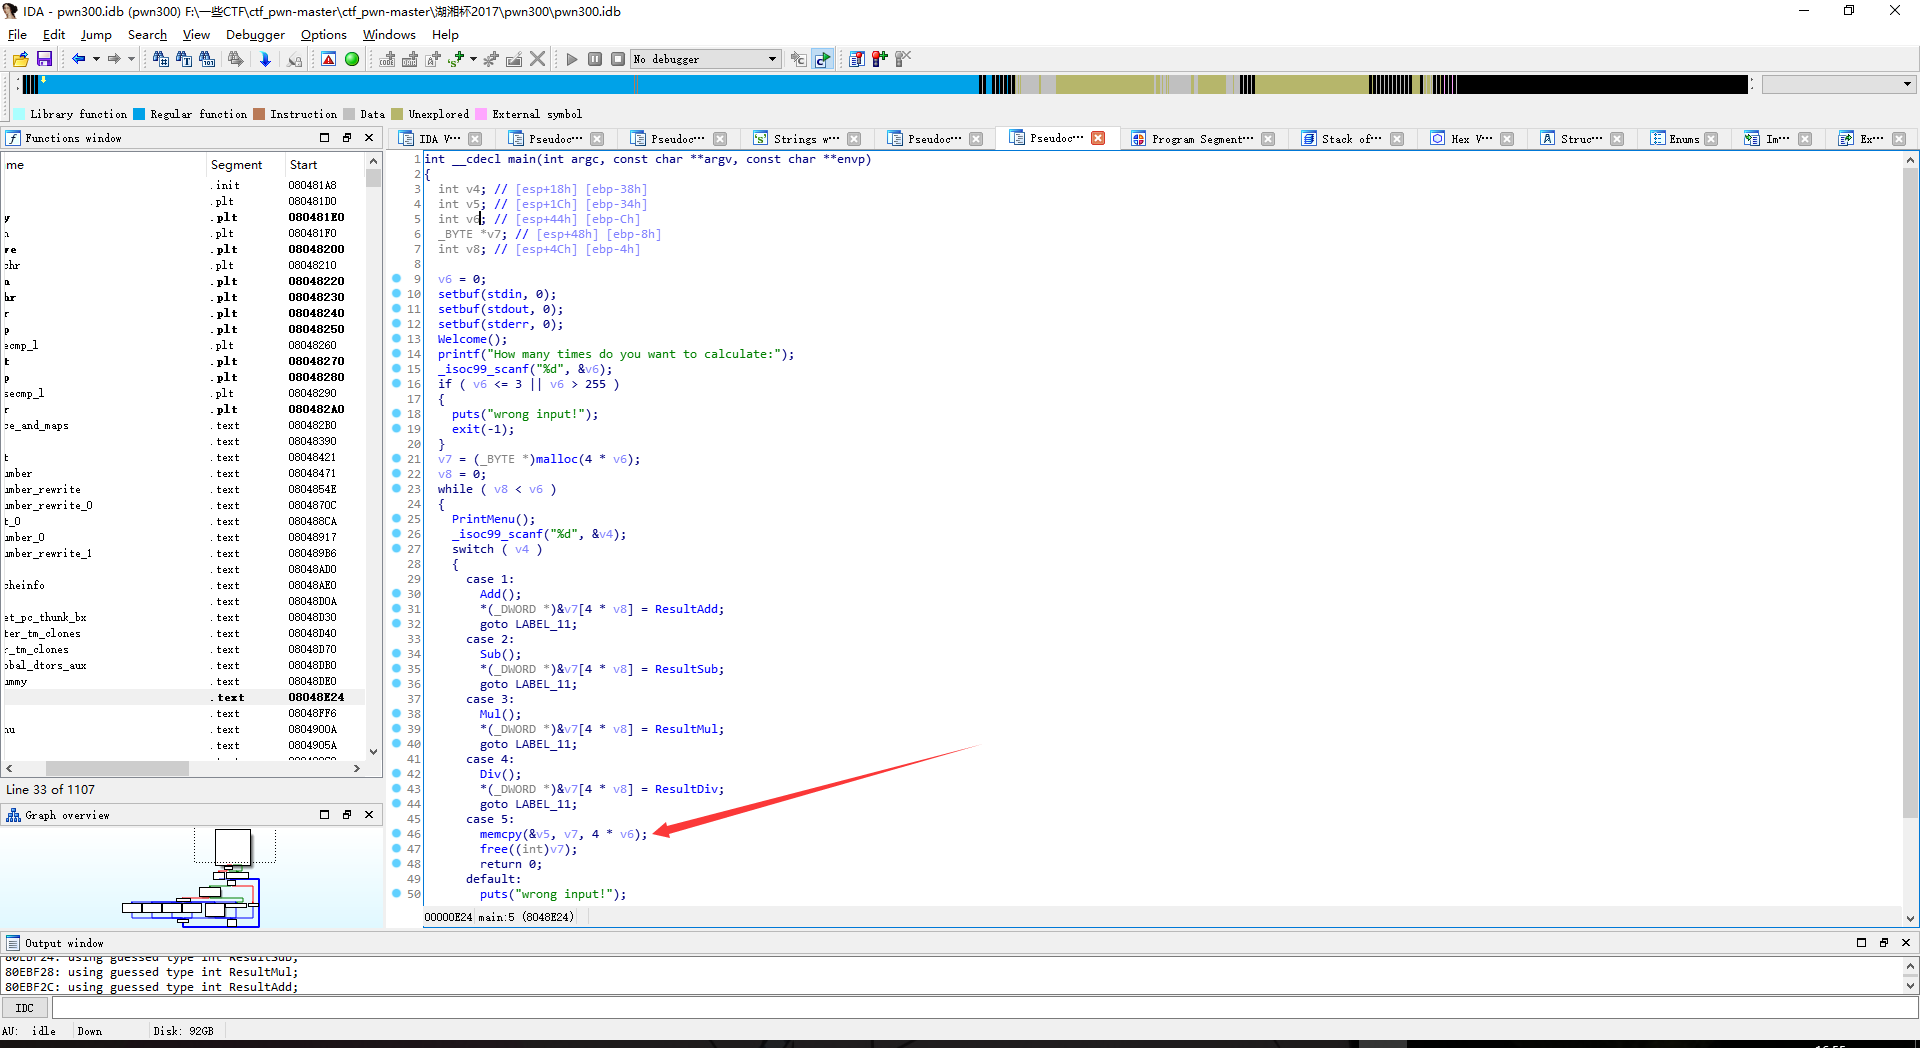 IDA - pwn300.idb (pwn300) F:\一些CTF\ctf_pwn-master\ctf_pwn-master\湖湘杯2017\pwn300\pwn300.idb
File Edit Jump Search View Debugger Options Windows Help
No debugger
Library function Regular function Instruction Data Unexplored External symbol
Functions window
me Segment Start
.init 080481A8
.plt 080481D0
y .plt 080481E0
.plt 080481F0
re .plt 08048200
chr .plt 08048210
.plt 08048220
.plt 08048230
r .plt 08048240
p .plt 08048250
secmp_l .plt 08048260
t .plt 08048270
p .plt 08048280
secmp_l .plt 08048290
r .plt 080482A0
ce_and_maps .text 080482B0
.text 08048390
t .text 08048421
umber .text 08048471
umber_rewrite .text 0804854E
umber_rewrite_0 .text 0804870C
t_0 .text 080488CA
umber_0 .text 08048917
umber_rewrite_1 .text 080489B6
.text 08048AD0
cheinfo .text 08048AE0
.text 08048D0A
et_pc_thunk_bx .text 08048D30
ter_tm_clones .text 08048D40
r_tm_clones .text 08048D70
obal_dtors_aux .text 08048DB0
ummy .text 08048DE0
.text 08048E24
.text 08048FF6
nu .text 0804900A
.text 0804905A
Line 33 of 1107
Graph overview
IDA V··· Pseudoc··· Pseudoc··· Strings w··· Pseudoc··· Pseudoc··· Program Segment··· Stack of··· Hex V··· Struc··· Enums Im··· Ex···
1 int __cdecl main(int argc, const char **argv, const char **envp)
2 {
3 int v4; // [esp+18h] [ebp-38h]
4 int v5; // [esp+1Ch] [ebp-34h]
5 int v6; // [esp+44h] [ebp-Ch]
6 _BYTE *v7; // [esp+48h] [ebp-8h]
7 int v8; // [esp+4Ch] [ebp-4h]
8
9 v6 = 0;
10 setbuf(stdin, 0);
11 setbuf(stdout, 0);
12 setbuf(stderr, 0);
13 Welcome();
14 printf("How many times do you want to calculate:");
15 _isoc99_scanf("%d", &v6);
16 if ( v6 <= 3 || v6 > 255 )
17 {
18 puts("wrong input!");
19 exit(-1);
20 }
21 v7 = (_BYTE *)malloc(4 * v6);
22 v8 = 0;
23 while ( v8 < v6 )
24 {
25 PrintMenu();
26 _isoc99_scanf("%d", &v4);
27 switch ( v4 )
28 {
29 case 1:
30 Add();
31 *(_DWORD *)&v7[4 * v8] = ResultAdd;
32 goto LABEL_11;
33 case 2:
34 Sub();
35 *(_DWORD *)&v7[4 * v8] = ResultSub;
36 goto LABEL_11;
37 case 3:
38 Mul();
39 *(_DWORD *)&v7[4 * v8] = ResultMul;
40 goto LABEL_11;
41 case 4:
42 Div();
43 *(_DWORD *)&v7[4 * v8] = ResultDiv;
44 goto LABEL_11;
45 case 5:
46 memcpy(&v5, v7, 4 * v6);
47 free((int)v7);
48 return 0;
49 default:
50 puts("wrong input!");
00000E24 main:5 (8048E24)
Output window
80EBF24: using guessed type int ResultSub;
80EBF28: using guessed type int ResultMul;
80EBF2C: using guessed type int ResultAdd;
IDC
AU: idle Down Disk: 92GB